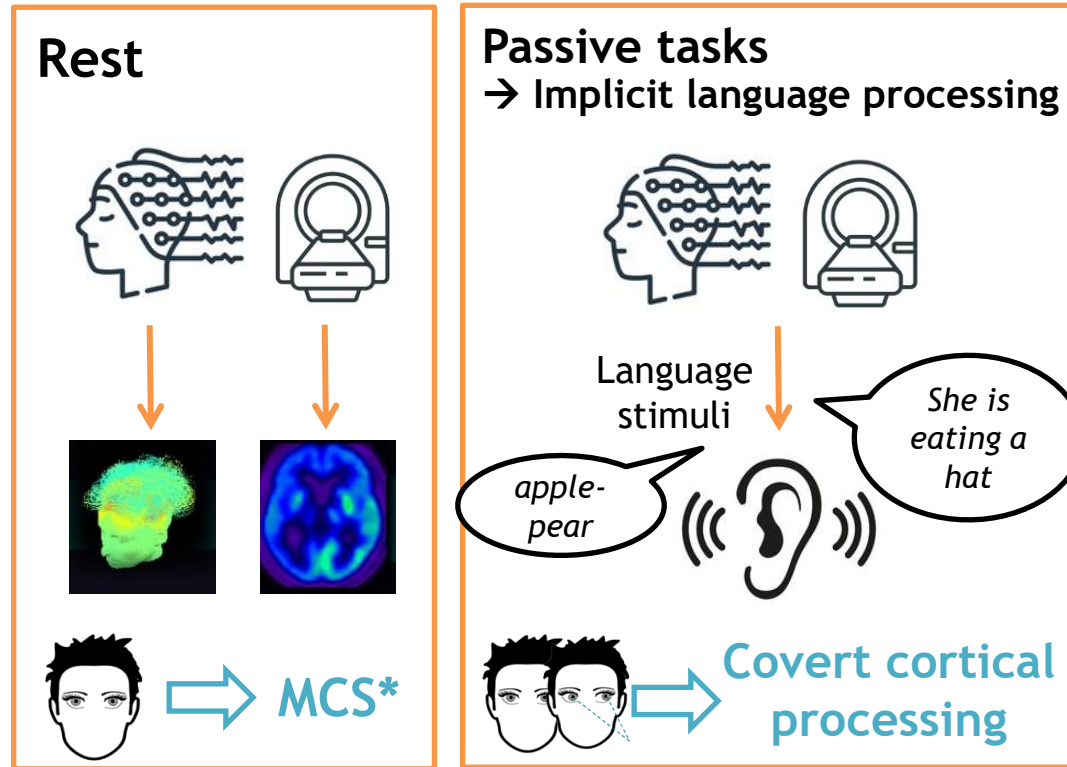 Rest
MCS*
Passive tasks
→ Implicit language processing
Language
stimuli
She is
eating a
hat
apple-
pear
Covert cortical
processing